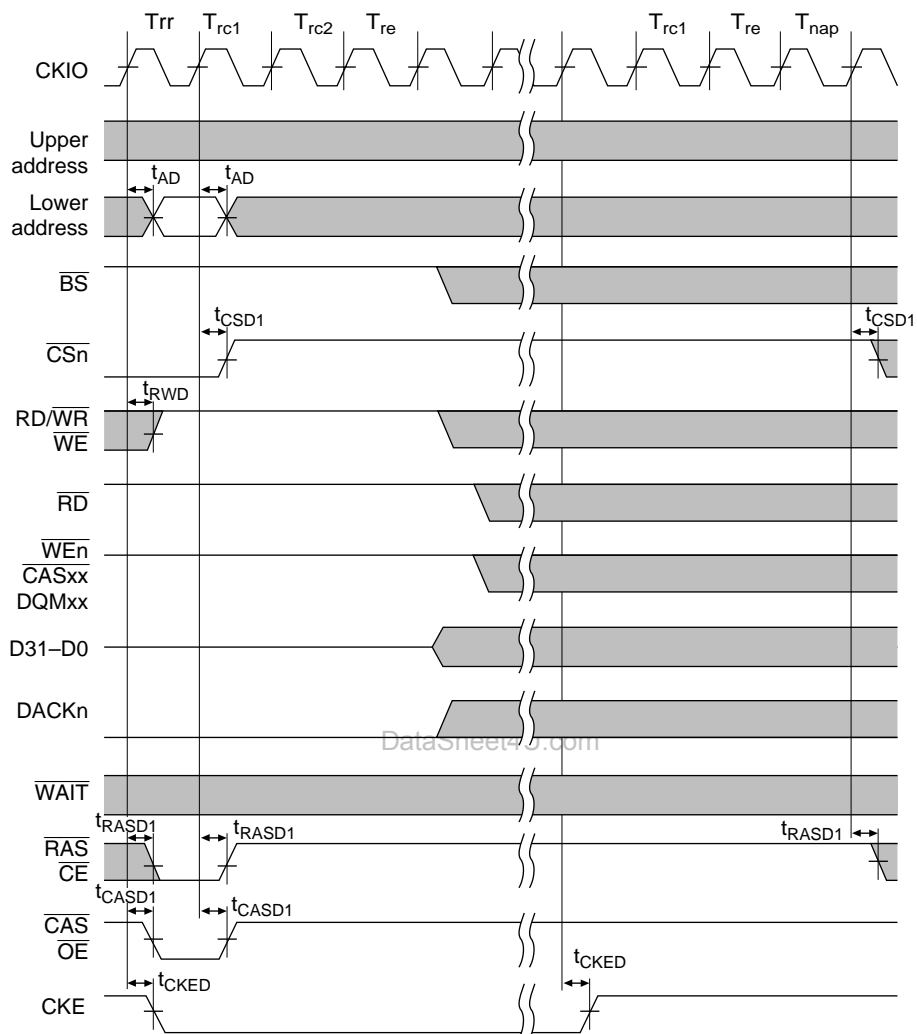 Trr Trc1 Trc2 Tre Trc1 Tre Tnap
CKIO
Upper
address
tAD tAD
Lower
address
BS
tCSD1 tCSD1
CSn
tRWD
RD/WR
WE
RD
WEn
CASxx
DQMxx
D31–D0
DACKn
DataSheet4U.com
WAIT
tRASD1 tRASD1 tRASD1
RAS
CE
tCASD1 tCASD1
CAS
OE
tCKED tCKED
CKE